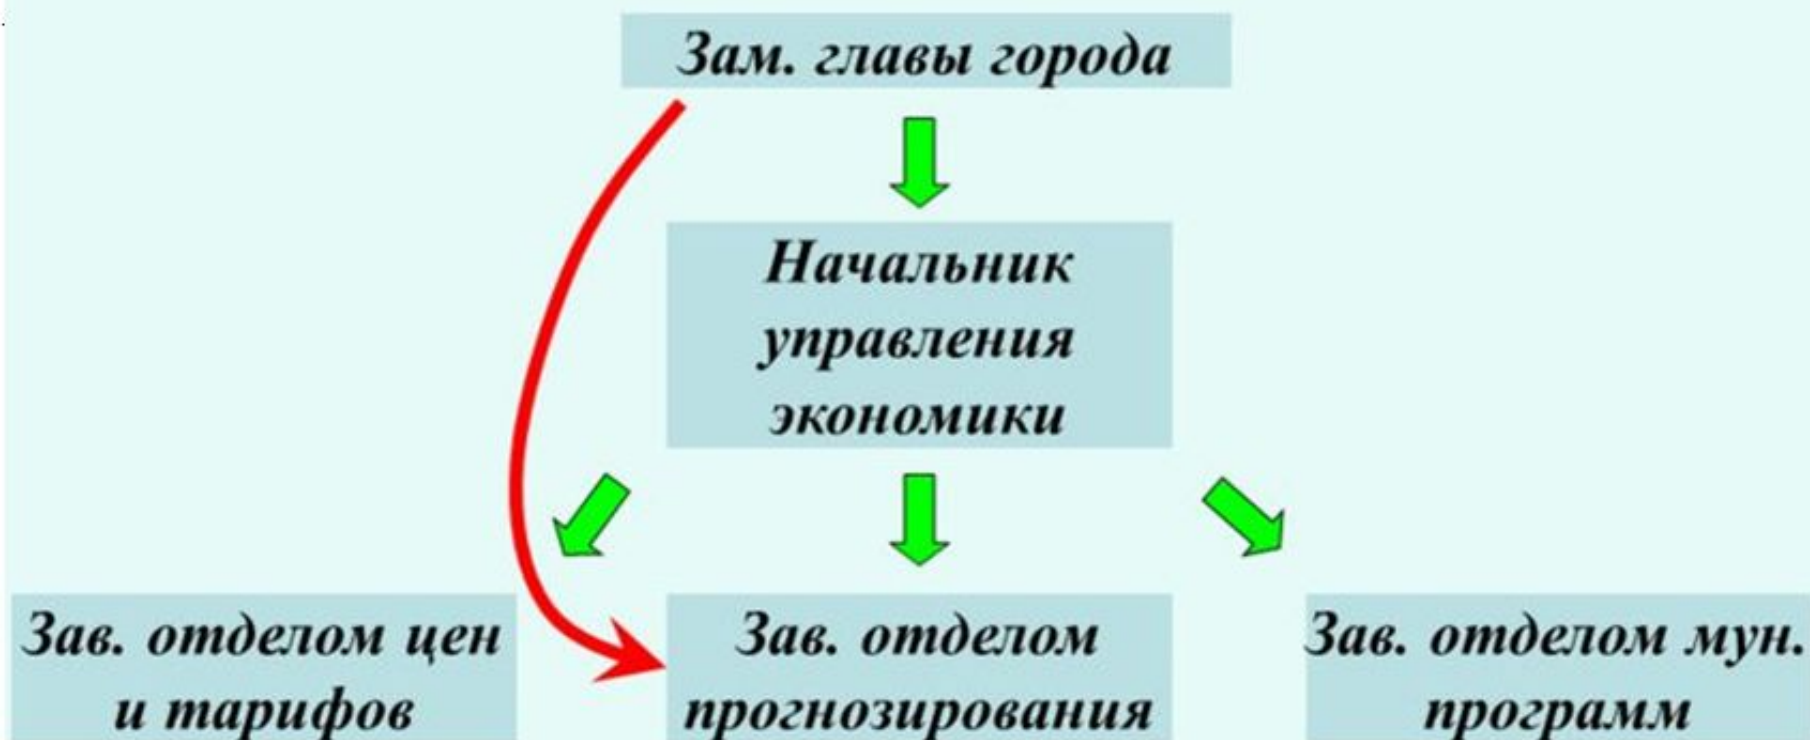 Зам. главы города
Начальник
управления
экономики
Зав. отделом цен
и тарифов
Зав. отделом
прогнозирования
Зав. отделом мун.
программ